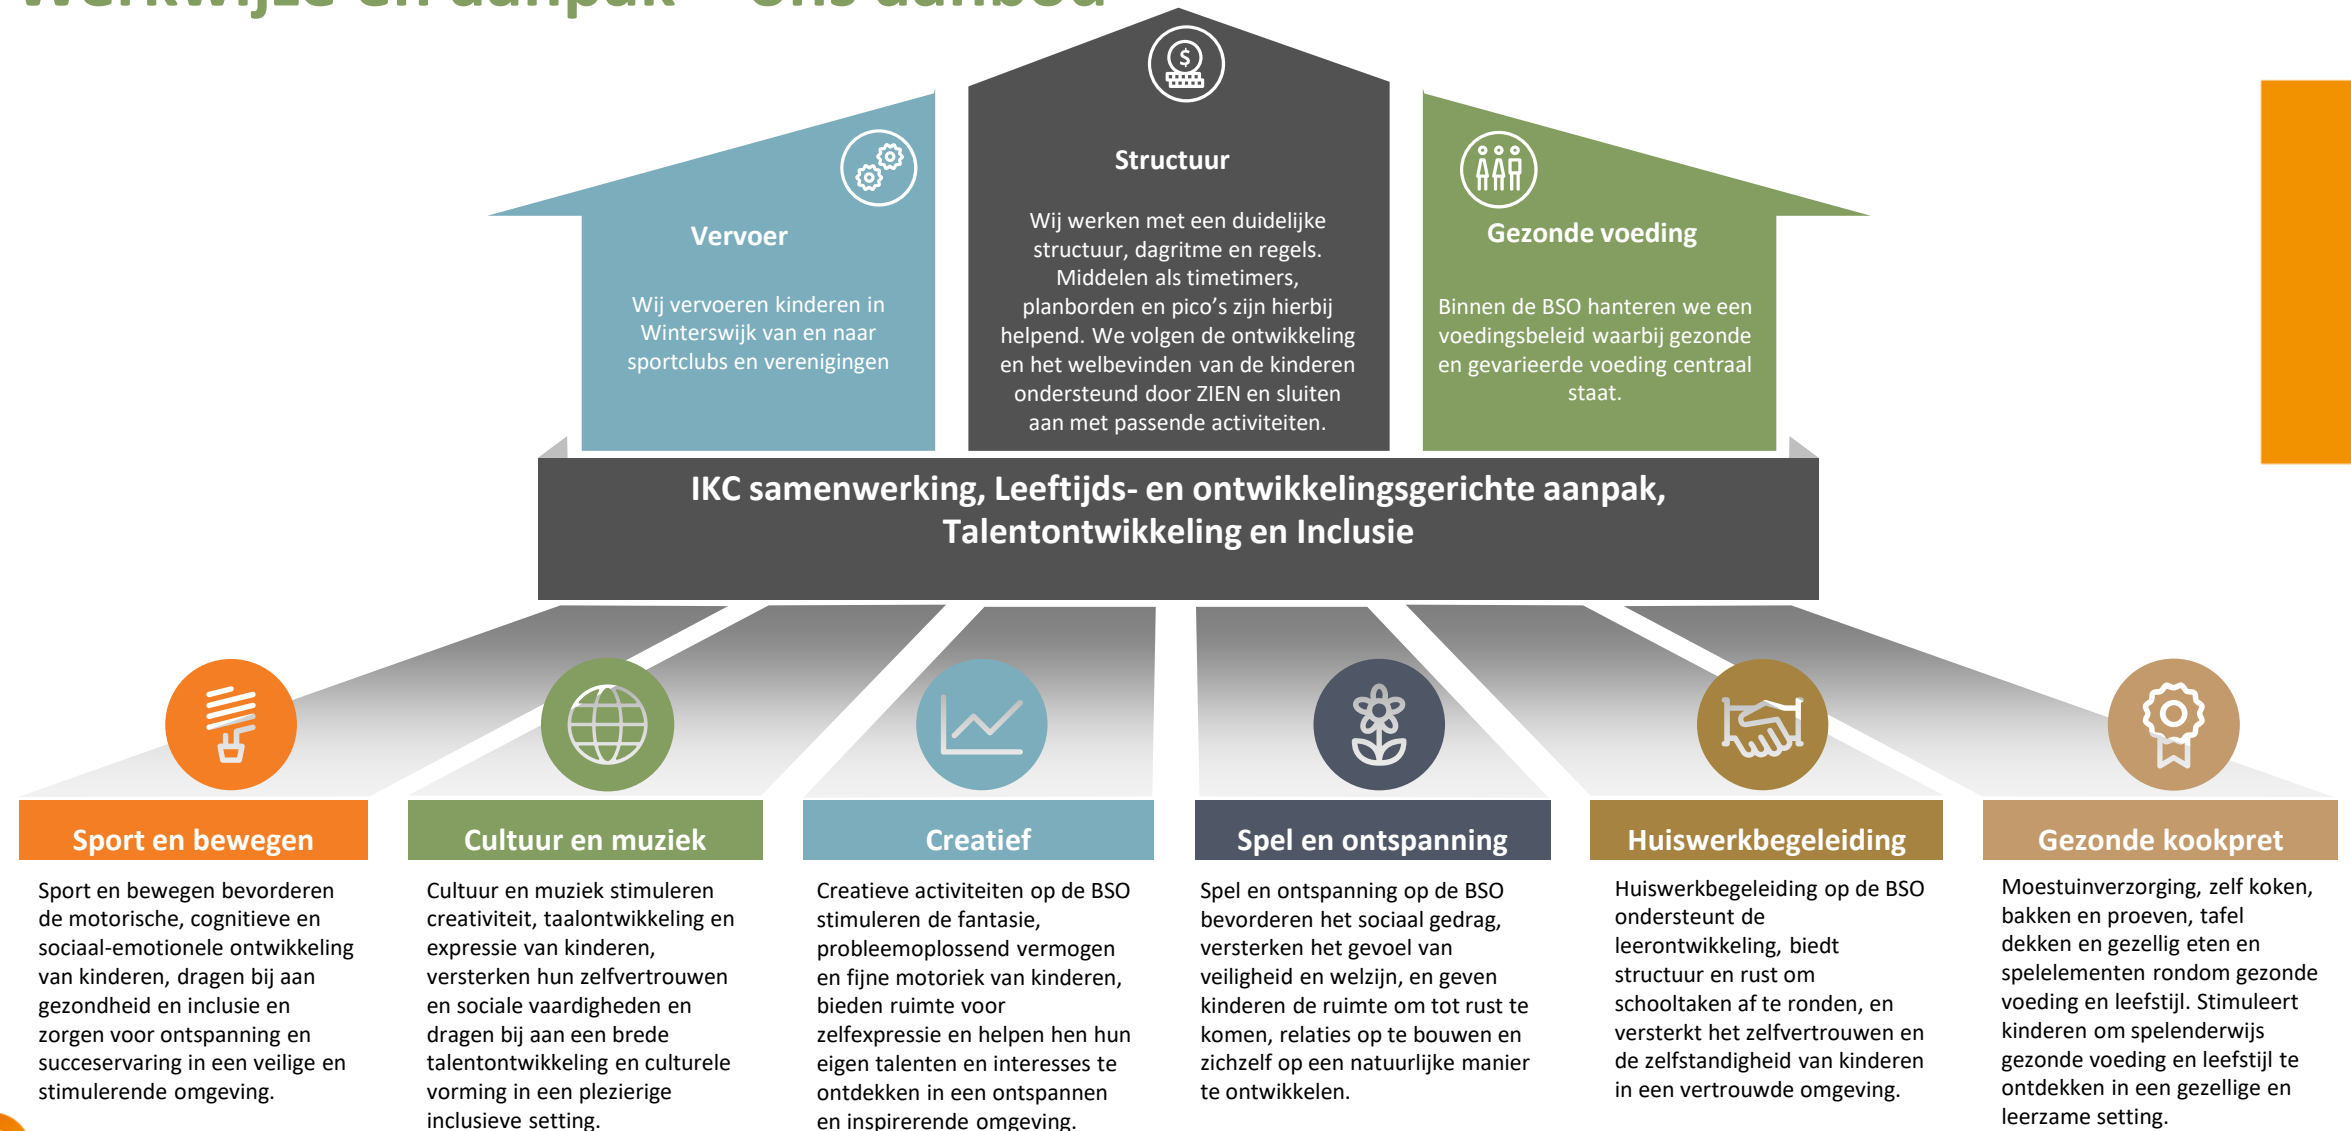 Werkwijze en aanpak – ons aanbod
Structuur
Wij werken met een duidelijke
structuur, dagritme en regels.
Middelen als timetimers,
planborden en pico’s zijn hierbij
helpend. We volgen de ontwikkeling
en het welbevinden van de kinderen
ondersteund door ZIEN en sluiten
aan met passende activiteiten.
Vervoer
Wij vervoeren kinderen in
Winterswijk van en naar
sportclubs en verenigingen
Gezonde voeding
Binnen de BSO hanteren we een
voedingsbeleid waarbij gezonde
en gevarieerde voeding centraal
staat.
IKC samenwerking, Leeftijds- en ontwikkelingsgerichte aanpak,
Talentontwikkeling en Inclusie
Sport en bewegen
Sport en bewegen bevorderen
de motorische, cognitieve en
sociaal-emotionele ontwikkeling
van kinderen, dragen bij aan
gezondheid en inclusie en
zorgen voor ontspanning en
succeservaring in een veilige en
stimulerende omgeving.
Cultuur en muziek
Cultuur en muziek stimuleren
creativiteit, taalontwikkeling en
expressie van kinderen,
versterken hun zelfvertrouwen
en sociale vaardigheden en
dragen bij aan een brede
talentontwikkeling en culturele
vorming in een plezierige
inclusieve setting.
Creatief
Creatieve activiteiten op de BSO
stimuleren de fantasie,
probleemoplossend vermogen
en fijne motoriek van kinderen,
bieden ruimte voor
zelfexpressie en helpen hen hun
eigen talenten en interesses te
ontdekken in een ontspannen
en inspirerende omgeving.
Spel en ontspanning
Spel en ontspanning op de BSO
bevorderen het sociaal gedrag,
versterken het gevoel van
veiligheid en welzijn, en geven
kinderen de ruimte om tot rust te
komen, relaties op te bouwen en
zichzelf op een natuurlijke manier
te ontwikkelen.
Huiswerkbegeleiding
Huiswerkbegeleiding op de BSO
ondersteunt de
leerontwikkeling, biedt
structuur en rust om
schooltaken af te ronden, en
versterkt het zelfvertrouwen en
de zelfstandigheid van kinderen
in een vertrouwde omgeving.
Gezonde kookpret
Moestuinverzorging, zelf koken,
bakken en proeven, tafel
dekken en gezellig eten en
spelelementen rondom gezonde
voeding en leefstijl. Stimuleert
kinderen om spelenderwijs
gezonde voeding en leefstijl te
ontdekken in een gezellige en
leerzame setting.